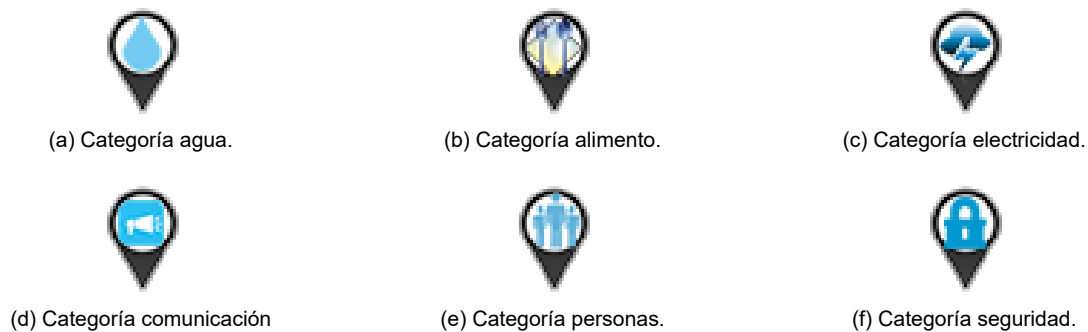 (a) Categoría agua.
(b) Categoría alimento.
(c) Categoría electricidad.
(d) Categoría comunicación
(e) Categoría personas.
(f) Categoría seguridad.